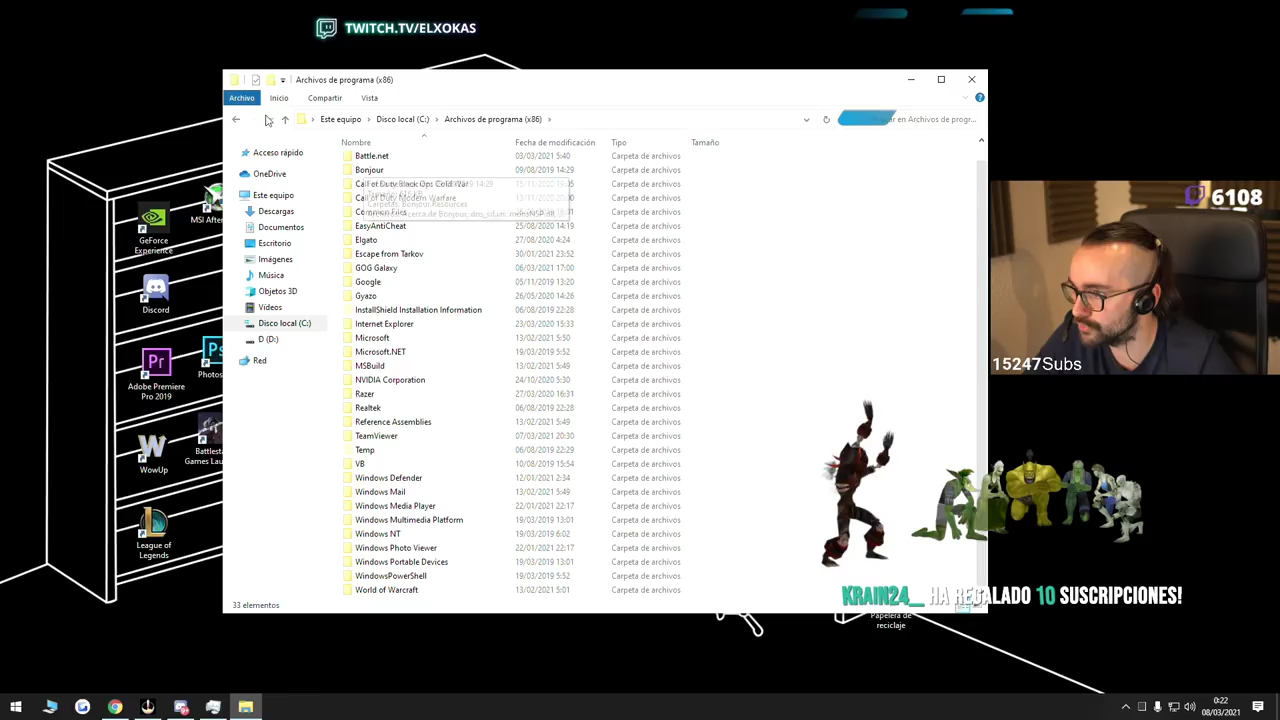 TWITCH.TV/ELXOKAS
Archivos de programa (x86)
Archivo
Inicio
Compartir
Vista
Este equipo
Disco local (C:)
Archivos de programa (x86)
en Archivos de progr...
Nombre
Fecha de modificación
Tipo
Tamaño
Acceso rápido
OneDrive
Este equipo
Descargas
Documentos
Escritorio
Imágenes
Música
Objetos 3D
Vídeos
Disco local (C:)
D (D:)
Red
Battle.net 03/03/2021 5:40 Carpeta de archivos
Bonjour 09/08/2019 14:29 Carpeta de archivos
Call of Duty Black Ops Cold War Carpeta de archivos
Call of Duty Modern Warfare Carpeta de archivos
Common Files Carpeta de archivos
EasyAntiCheat 25/08/2020 14:19 Carpeta de archivos
Elgato 27/08/2020 4:24 Carpeta de archivos
Escape from Tarkov 30/01/2021 23:52 Carpeta de archivos
GOG Galaxy 06/03/2021 17:00 Carpeta de archivos
Google 05/11/2019 13:20 Carpeta de archivos
Gyazo 26/05/2020 14:26 Carpeta de archivos
InstallShield Installation Information 06/08/2019 22:28 Carpeta de archivos
Internet Explorer 23/03/2020 15:33 Carpeta de archivos
Microsoft 13/02/2021 5:50 Carpeta de archivos
Microsoft.NET 19/03/2019 5:52 Carpeta de archivos
MSBuild 13/02/2021 5:49 Carpeta de archivos
NVIDIA Corporation 24/10/2020 5:30 Carpeta de archivos
Razer 27/03/2020 16:31 Carpeta de archivos
Realtek 06/08/2019 22:28 Carpeta de archivos
Reference Assemblies 13/02/2021 5:49 Carpeta de archivos
TeamViewer 07/03/2021 20:30 Carpeta de archivos
Temp 06/08/2019 22:29 Carpeta de archivos
VB 10/08/2019 15:54 Carpeta de archivos
Windows Defender 12/01/2021 2:34 Carpeta de archivos
Windows Mail 13/02/2021 5:49 Carpeta de archivos
Windows Media Player 22/01/2021 22:17 Carpeta de archivos
Windows Multimedia Platform 19/03/2019 13:01 Carpeta de archivos
Windows NT 19/03/2019 6:02 Carpeta de archivos
Windows Photo Viewer 22/01/2021 22:17 Carpeta de archivos
Windows Portable Devices 19/03/2019 13:01 Carpeta de archivos
WindowsPowerShell 19/03/2019 5:52 Carpeta de archivos
World of Warcraft 13/02/2021 5:01 Carpeta de archivos
33 elementos
GeForce
Experience
MSI After
Discord
Adobe Premiere
Pro 2019
Photos
WowUp
Battlest
Games Lau
League of
Legends
6108
15247Subs
KRAIN24__ HA REGALADO 10 SUSCRIPCIONES!
Papelera de
reciclaje
0:22
08/03/2021